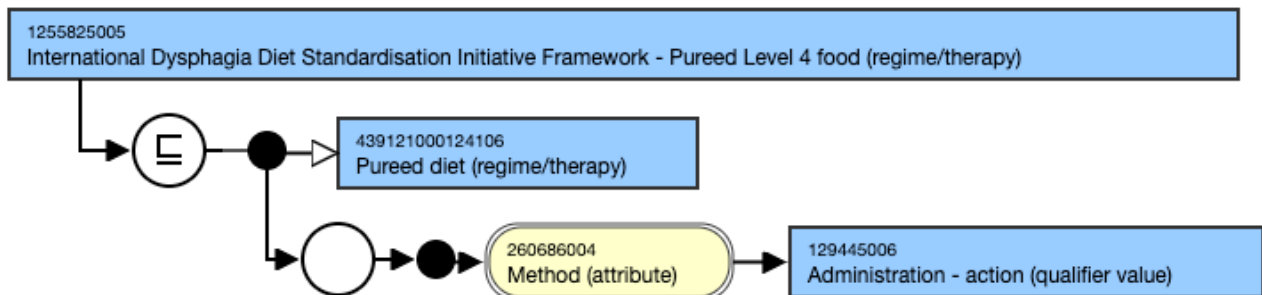 1255825005
International Dysphagia Diet Standardisation Initiative Framework - Pureed Level 4 food (regime/therapy)
⊑
439121000124106
Pureed diet (regime/therapy)
260686004
Method (attribute)
129445006
Administration - action (qualifier value)